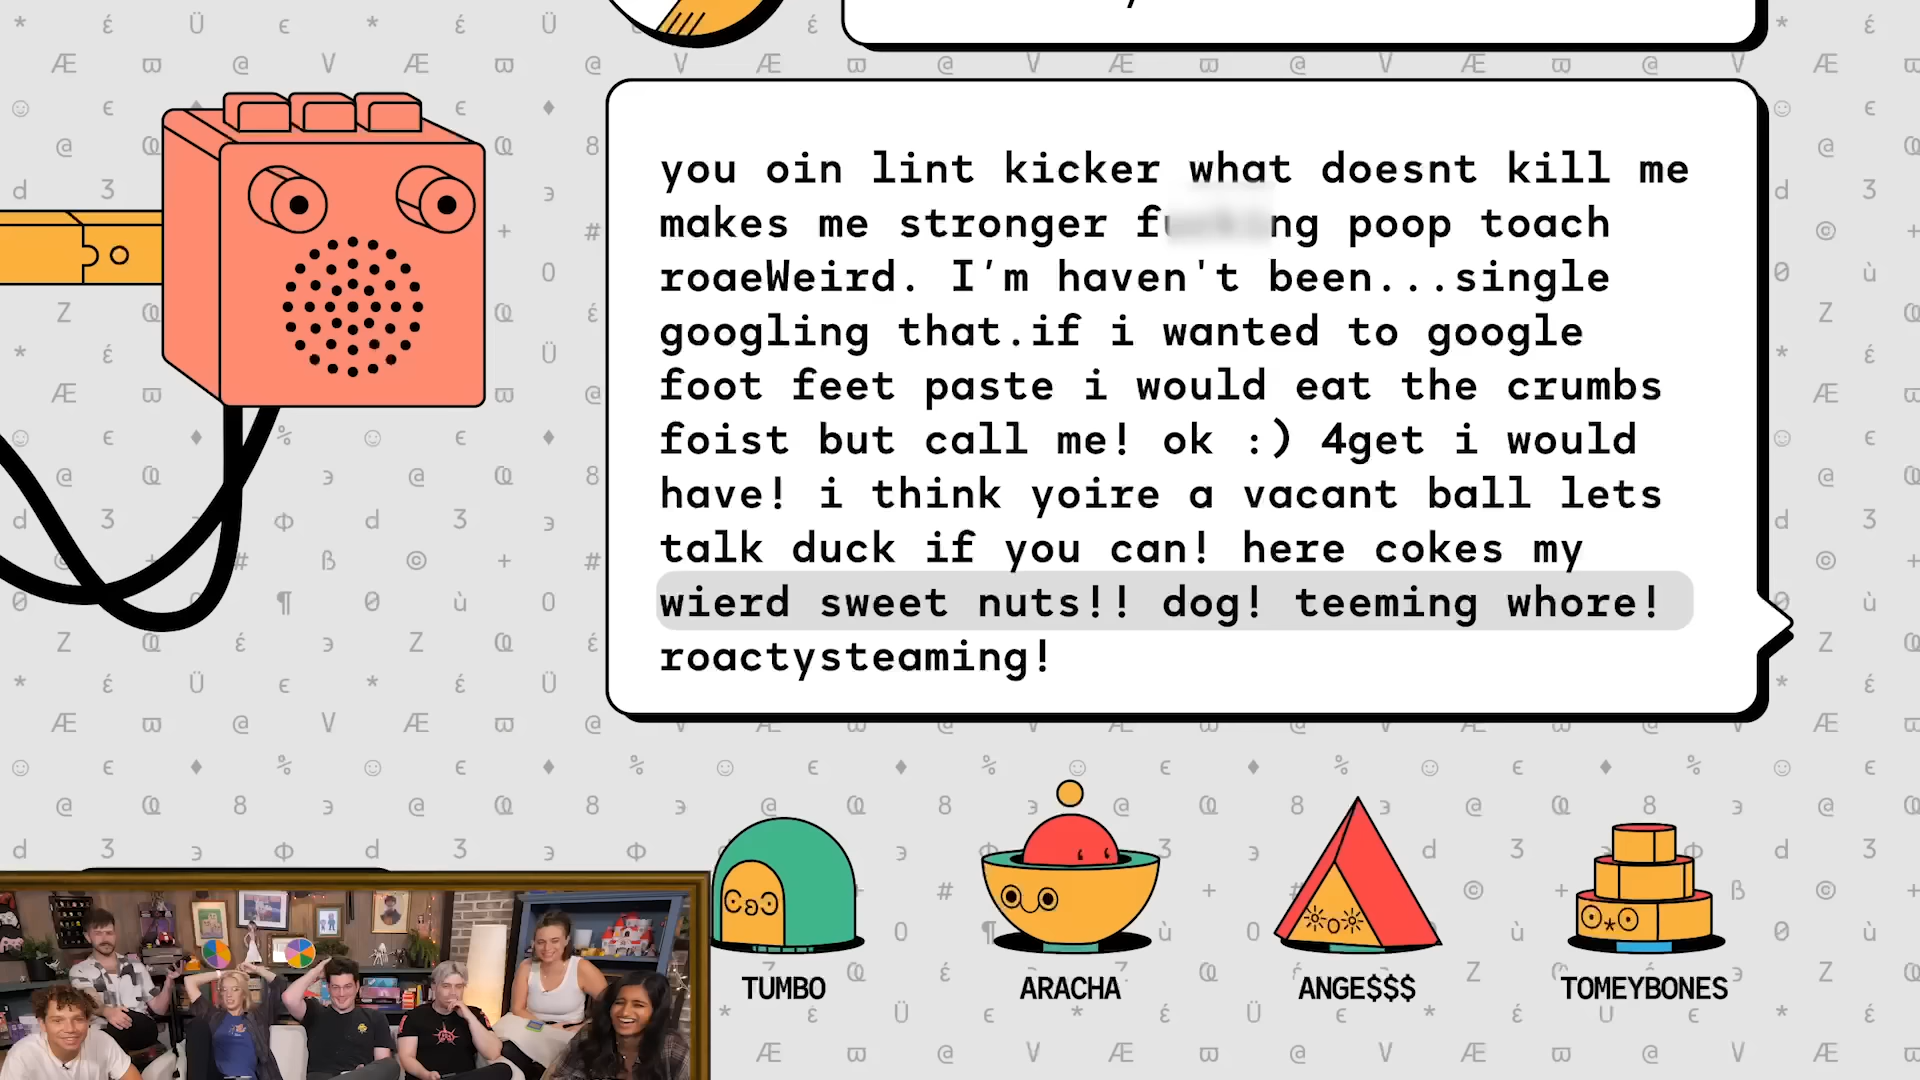 you oin lint kicker what doesnt kill me
makes me stronger poop toach
roaeWeird. I'm haven't been...single
googling that.if i wanted to google
foot feet paste i would eat the crumbs
foist but call me! ok :) 4get i would
have! i think yoire a vacant ball lets
talk duck if you can! here cokes my
wierd sweet nuts!! dog! teeming whore!
roactysteaming!
TUMBO
ARACHA
ANGE$$$
TOMEYBONES